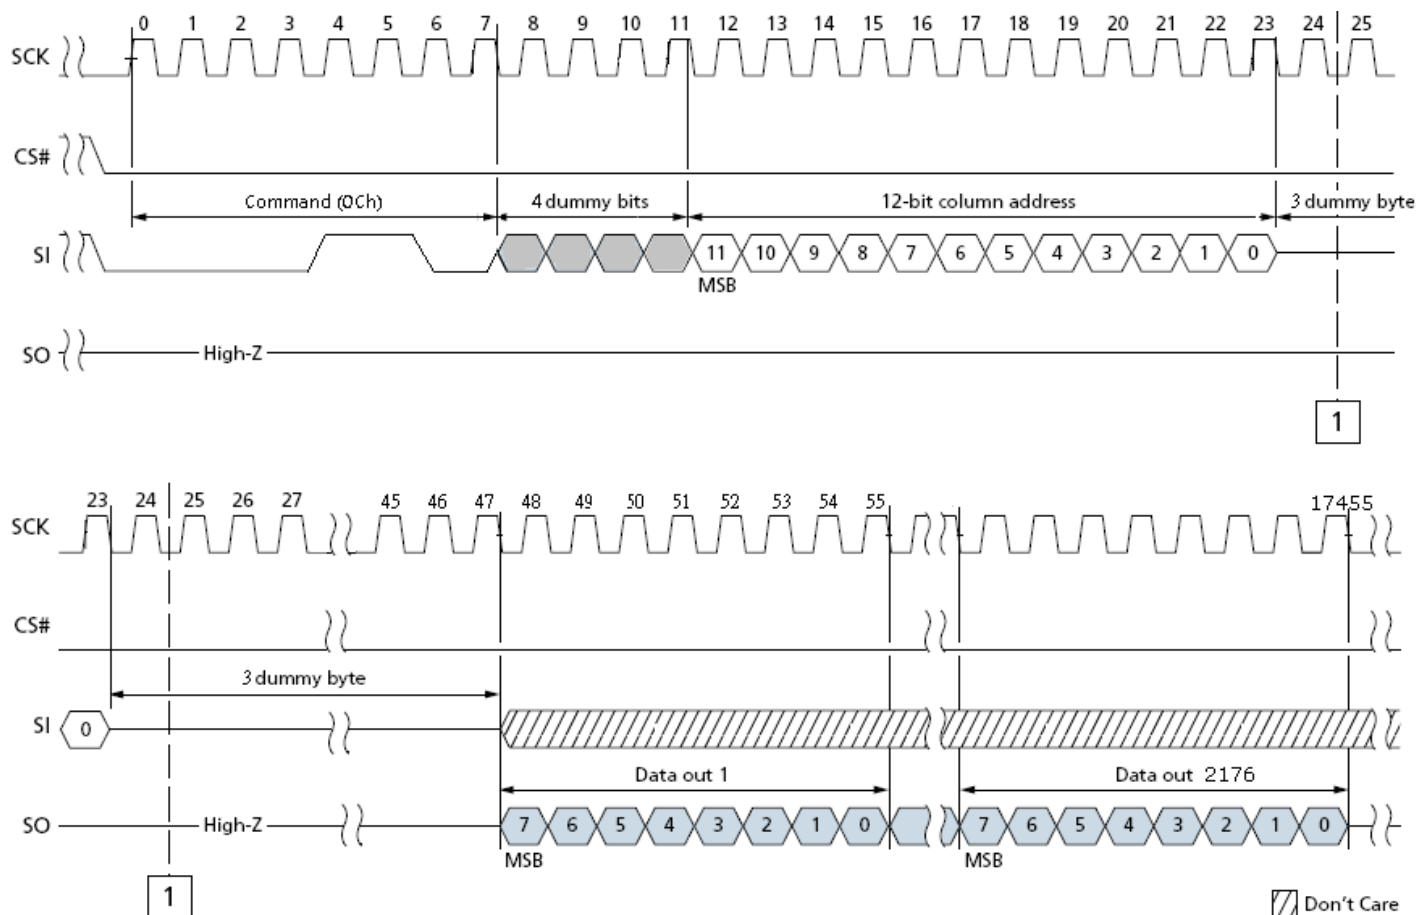 0 1 2 3 4 5 6 7 8 9 10 11 12 13 14 15 16 17 18 19 20 21 22 23 24 25
SCK
CS#
Command (0Ch) 4 dummy bits 12-bit column address 3 dummy byte
SI 11 10 9 8 7 6 5 4 3 2 1 0
MSB
SO High-Z
1
23 24 25 26 27 45 46 47 48 49 50 51 52 53 54 55 17455
SCK
CS#
3 dummy byte
SI 0
Data out 1 Data out 2176
SO High-Z 7 6 5 4 3 2 1 0 7 6 5 4 3 2 1 0
MSB MSB
1
Don't Care